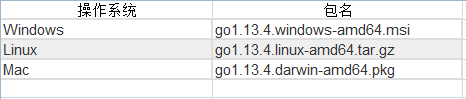 操作系统 包名
Windows go1.13.4.windows-amd64.msi
Linux go1.13.4.linux-amd64.tar.gz
Mac go1.13.4.darwin-amd64.pkg